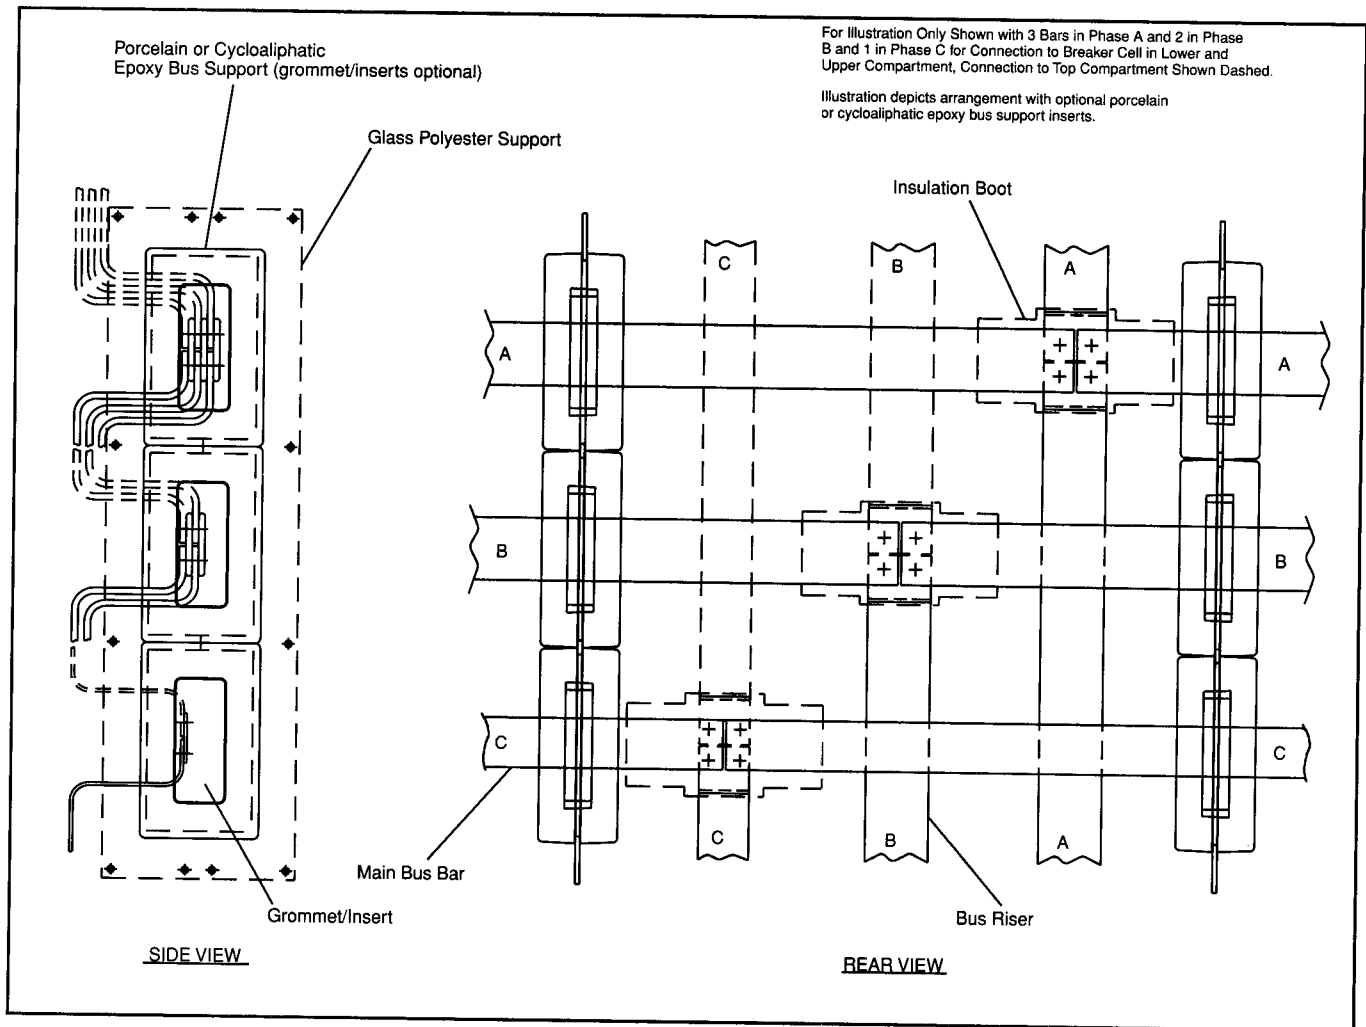 Porcelain or Cycloaliphatic
Epoxy Bus Support (grommet/inserts optional)
Glass Polyester Support
For Illustration Only Shown with 3 Bars in Phase A and 2 in Phase
B and 1 in Phase C for Connection to Breaker Cell in Lower and
Upper Compartment, Connection to Top Compartment Shown Dashed.
Illustration depicts arrangement with optional porcelain
or cycloaliphatic epoxy bus support inserts.
Insulation Boot
C
B
A
A
A
B
B
C
C
C
B
A
Main Bus Bar
Grommet/Insert
Bus Riser
SIDE VIEW
REAR VIEW